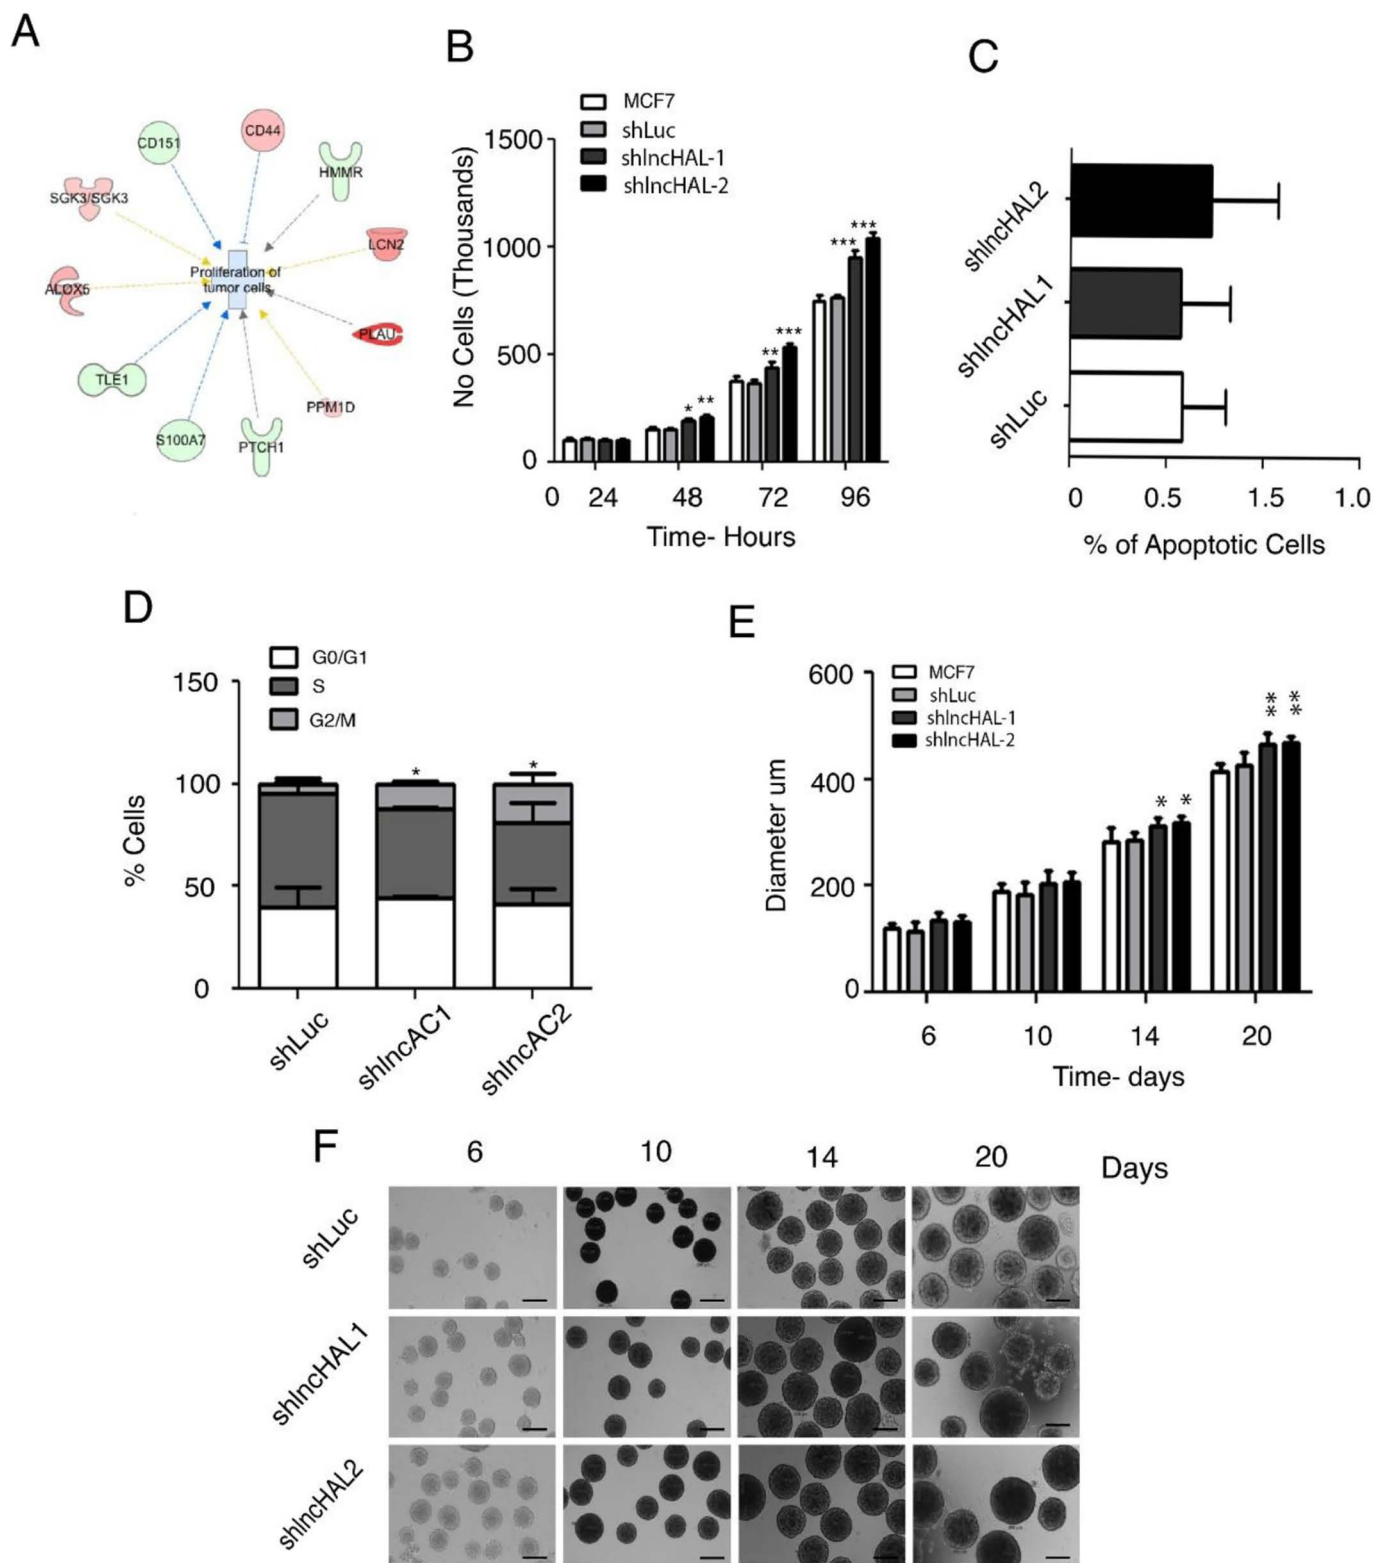 A
CD151
CD44
HMMR
SGK3/SGK3
LCN2
Proliferation of
tumor cells
ALOX5
PLAU
TLE1
PPM1D
S100A7
PTCH1
B
MCF7
shLuc
shlncHAL-1
shlncHAL-2
No Cells (Thousands)
1500
1000
500
0
*
**
**
***
***
***
0 24 48 72 96
Time- Hours
C
shlncHAL2
shlncHAL1
shLuc
0 0.5 1.5 1.0
% of Apoptotic Cells
D
G0/G1
S
G2/M
% Cells
150
100
50
0
*
*
shLuc
shlncAC1
shlncAC2
E
MCF7
shLuc
shlncHAL-1
shlncHAL-2
Diameter um
600
400
200
0
* *
** **
6 10 14 20
Time- days
F
6 10 14 20 Days
shLuc
shlncHAL1
shlncHAL2